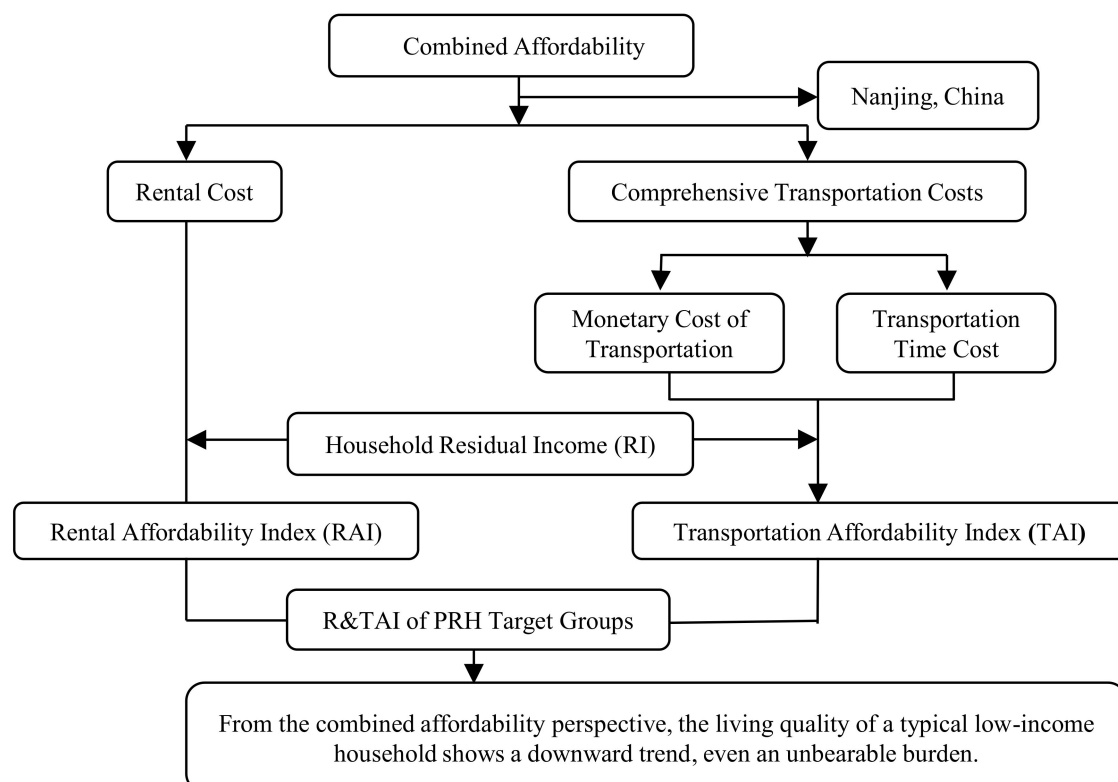 Combined Affordability
Nanjing, China
Rental Cost
Comprehensive Transportation Costs
Monetary Cost of
Transportation
Transportation
Time Cost
Household Residual Income (RI)
Rental Affordability Index (RAI)
Transportation Affordability Index (TAI)
R&TAI of PRH Target Groups
From the combined affordability perspective, the living quality of a typical low-income
household shows a downward trend, even an unbearable burden.